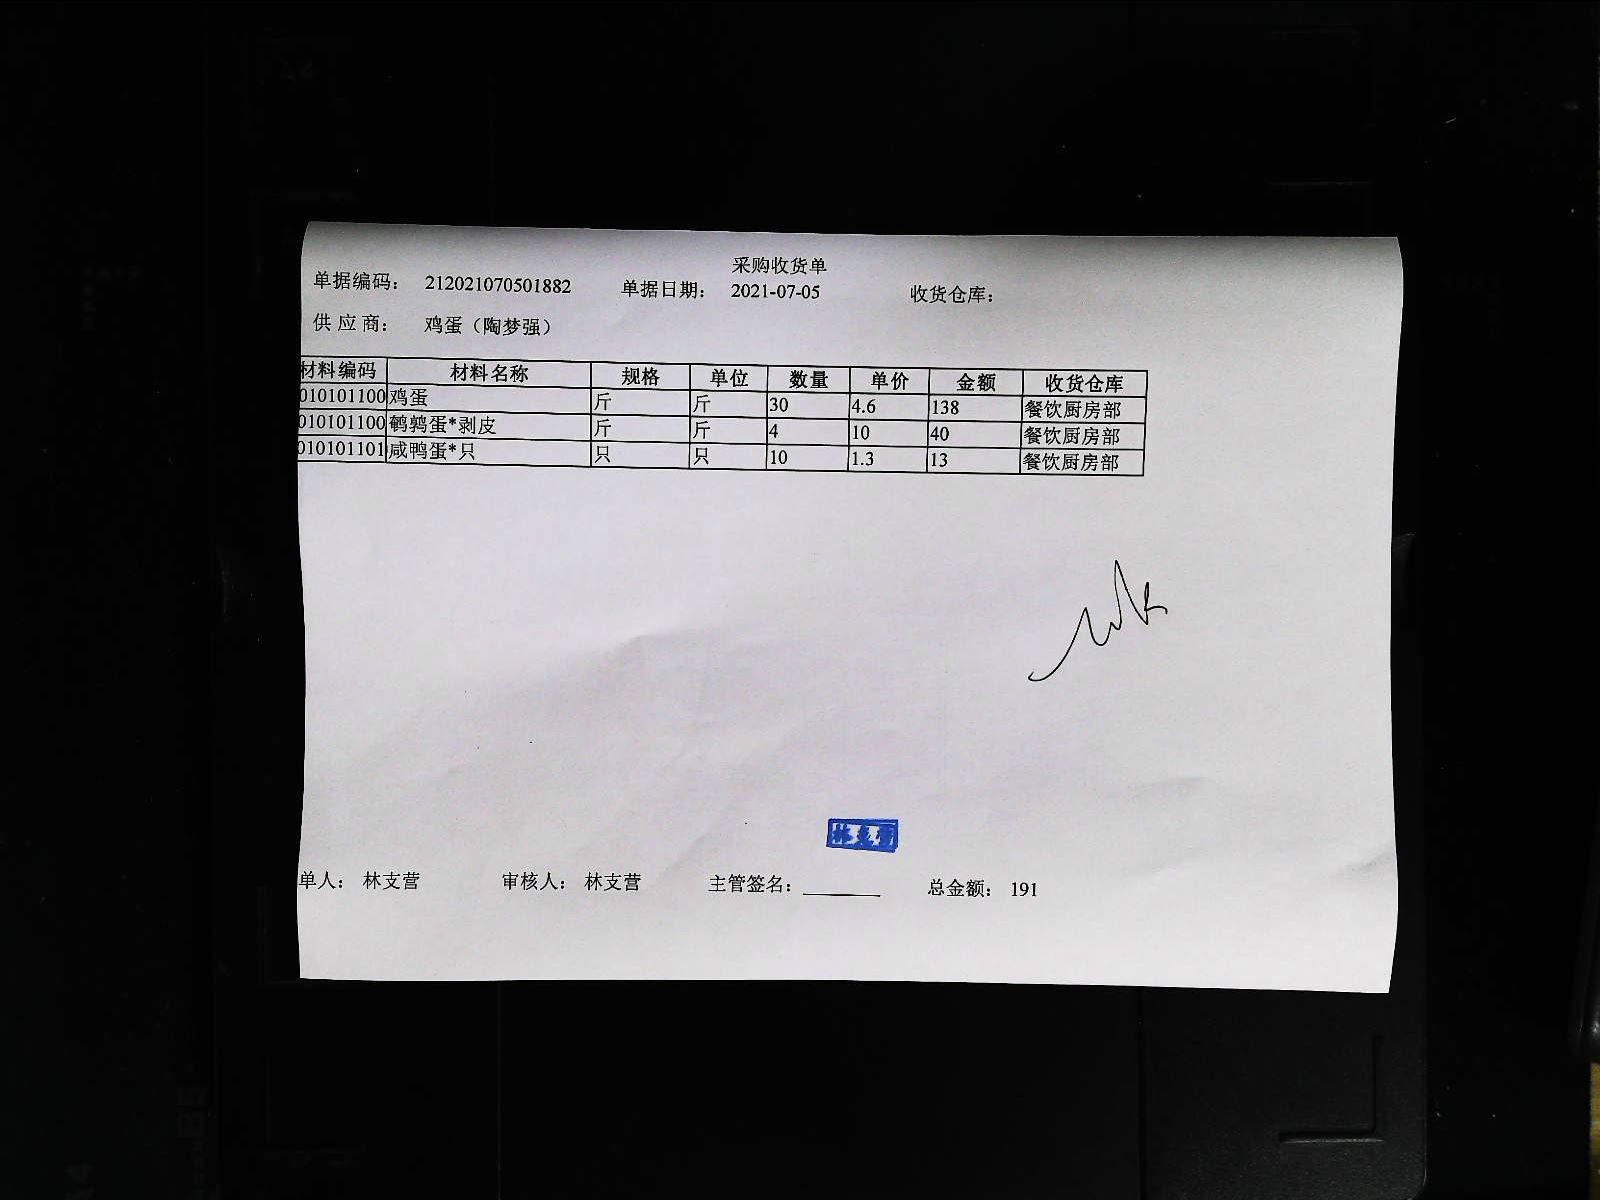 采购收货单
单据编码： 212021070501882 单据日期： 2021-07-05 收货仓库：
供应商： 鸡蛋（陶梦强）
材料编码 材料名称 规格 单位 数量 单价 金额 收货仓库
010101100 鸡蛋 斤 斤 30 4.6 138 餐饮厨房部
010101100 鹌鹑蛋*剥皮 斤 斤 4 10 40 餐饮厨房部
010101101 咸鸭蛋*只 只 只 10 1.3 13 餐饮厨房部
林支营
单人： 林支营 审核人： 林支营 主管签名： 总金额： 191